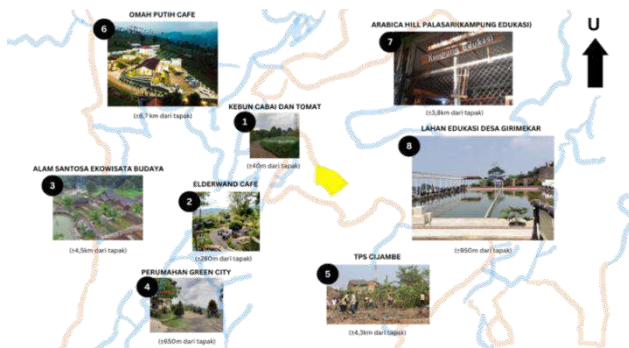 OMAH PUTIH CAFE
6
(±6,7 km dari tapak)
ARABICA HILL PALASARI(KAMPUNG EDUKASI)
7
Kampung Edukasi
(±3,8km dari tapak)
U
KEBUN CABAI DAN TOMAT
1
(±40m dari tapak)
LAHAN EDUKASI DESA GIRIMEKAR
8
(±950m dari tapak)
ALAM SANTOSA EKOWISATA BUDAYA
3
(±4,5km dari tapak)
ELDERWAND CAFE
2
(±260m dari tapak)
PERUMAHAN GREEN CITY
4
(±650m dari tapak)
TPS CIJAMBE
5
(±4,3km dari tapak)